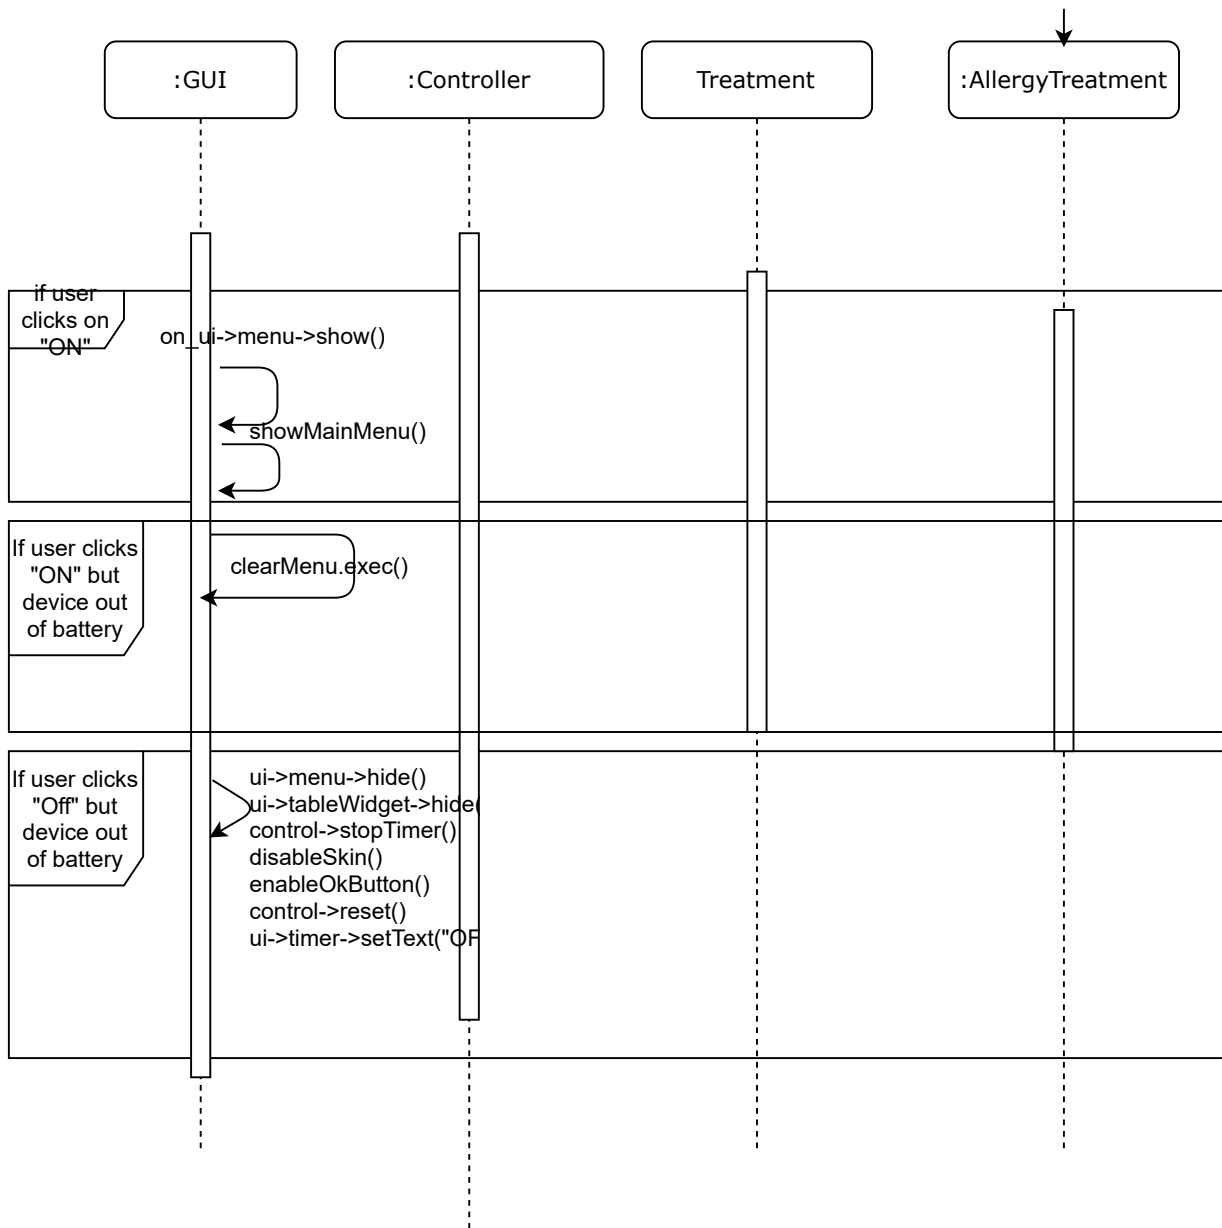 :GUI
:Controller
Treatment
:AllergyTreatment
if user
clicks on
"ON"
on_ui->menu->show()
showMainMenu()
If user clicks
"ON" but
device out
of battery
clearMenu.exec()
If user clicks
"Off" but
device out
of battery
ui->menu->hide()
ui->tableWidget->hide(
control->stopTimer()
disableSkin()
enableOkButton()
control->reset()
ui->timer->setText("OF